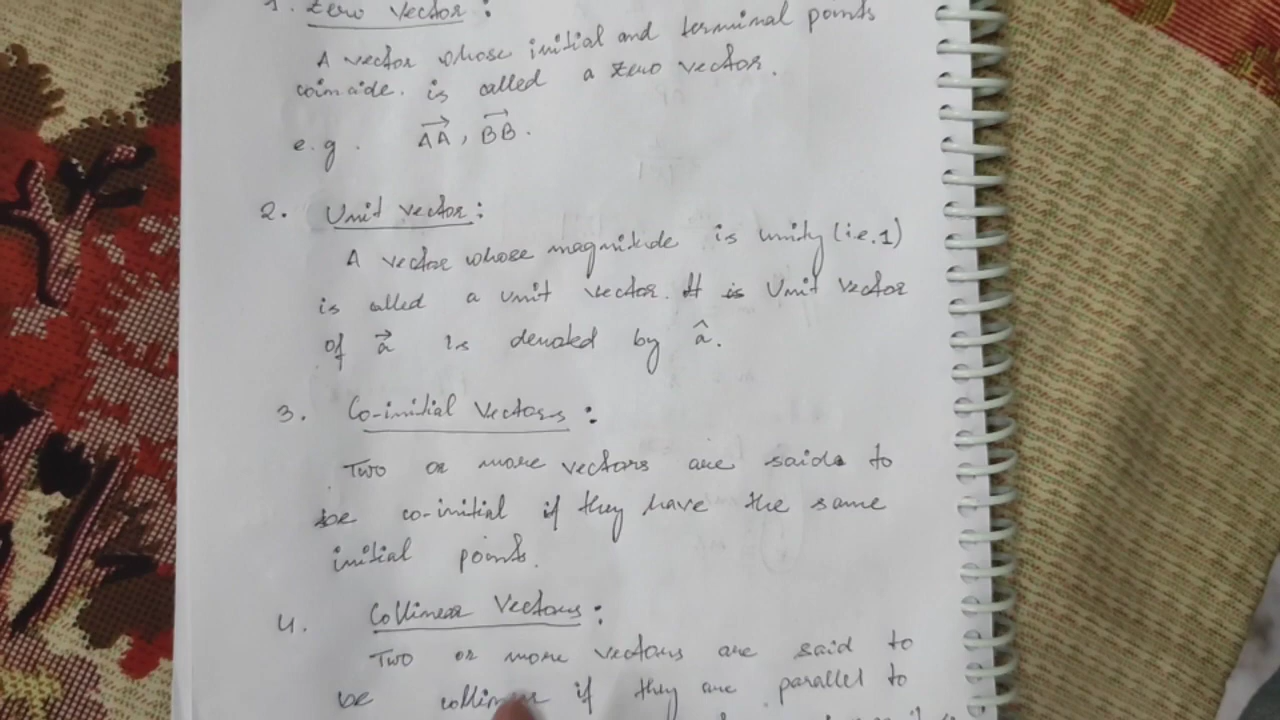 1. Zero Vector:
A vector whose initial and terminal points
coincide. is called a zero vector.
e.g. AA, BB.
2. Unit vector:
A vector whose magnitude is unity (i.e. 1)
is called a unit vector. It is Unit vector
of a⃗ is denoted by â.
3. Co-initial Vectors:
Two or more vectors are said to
be co-initial if they have the same
initial points.
4. Collinear Vectors:
Two or more vectors are said to
be collinear if they are parallel to